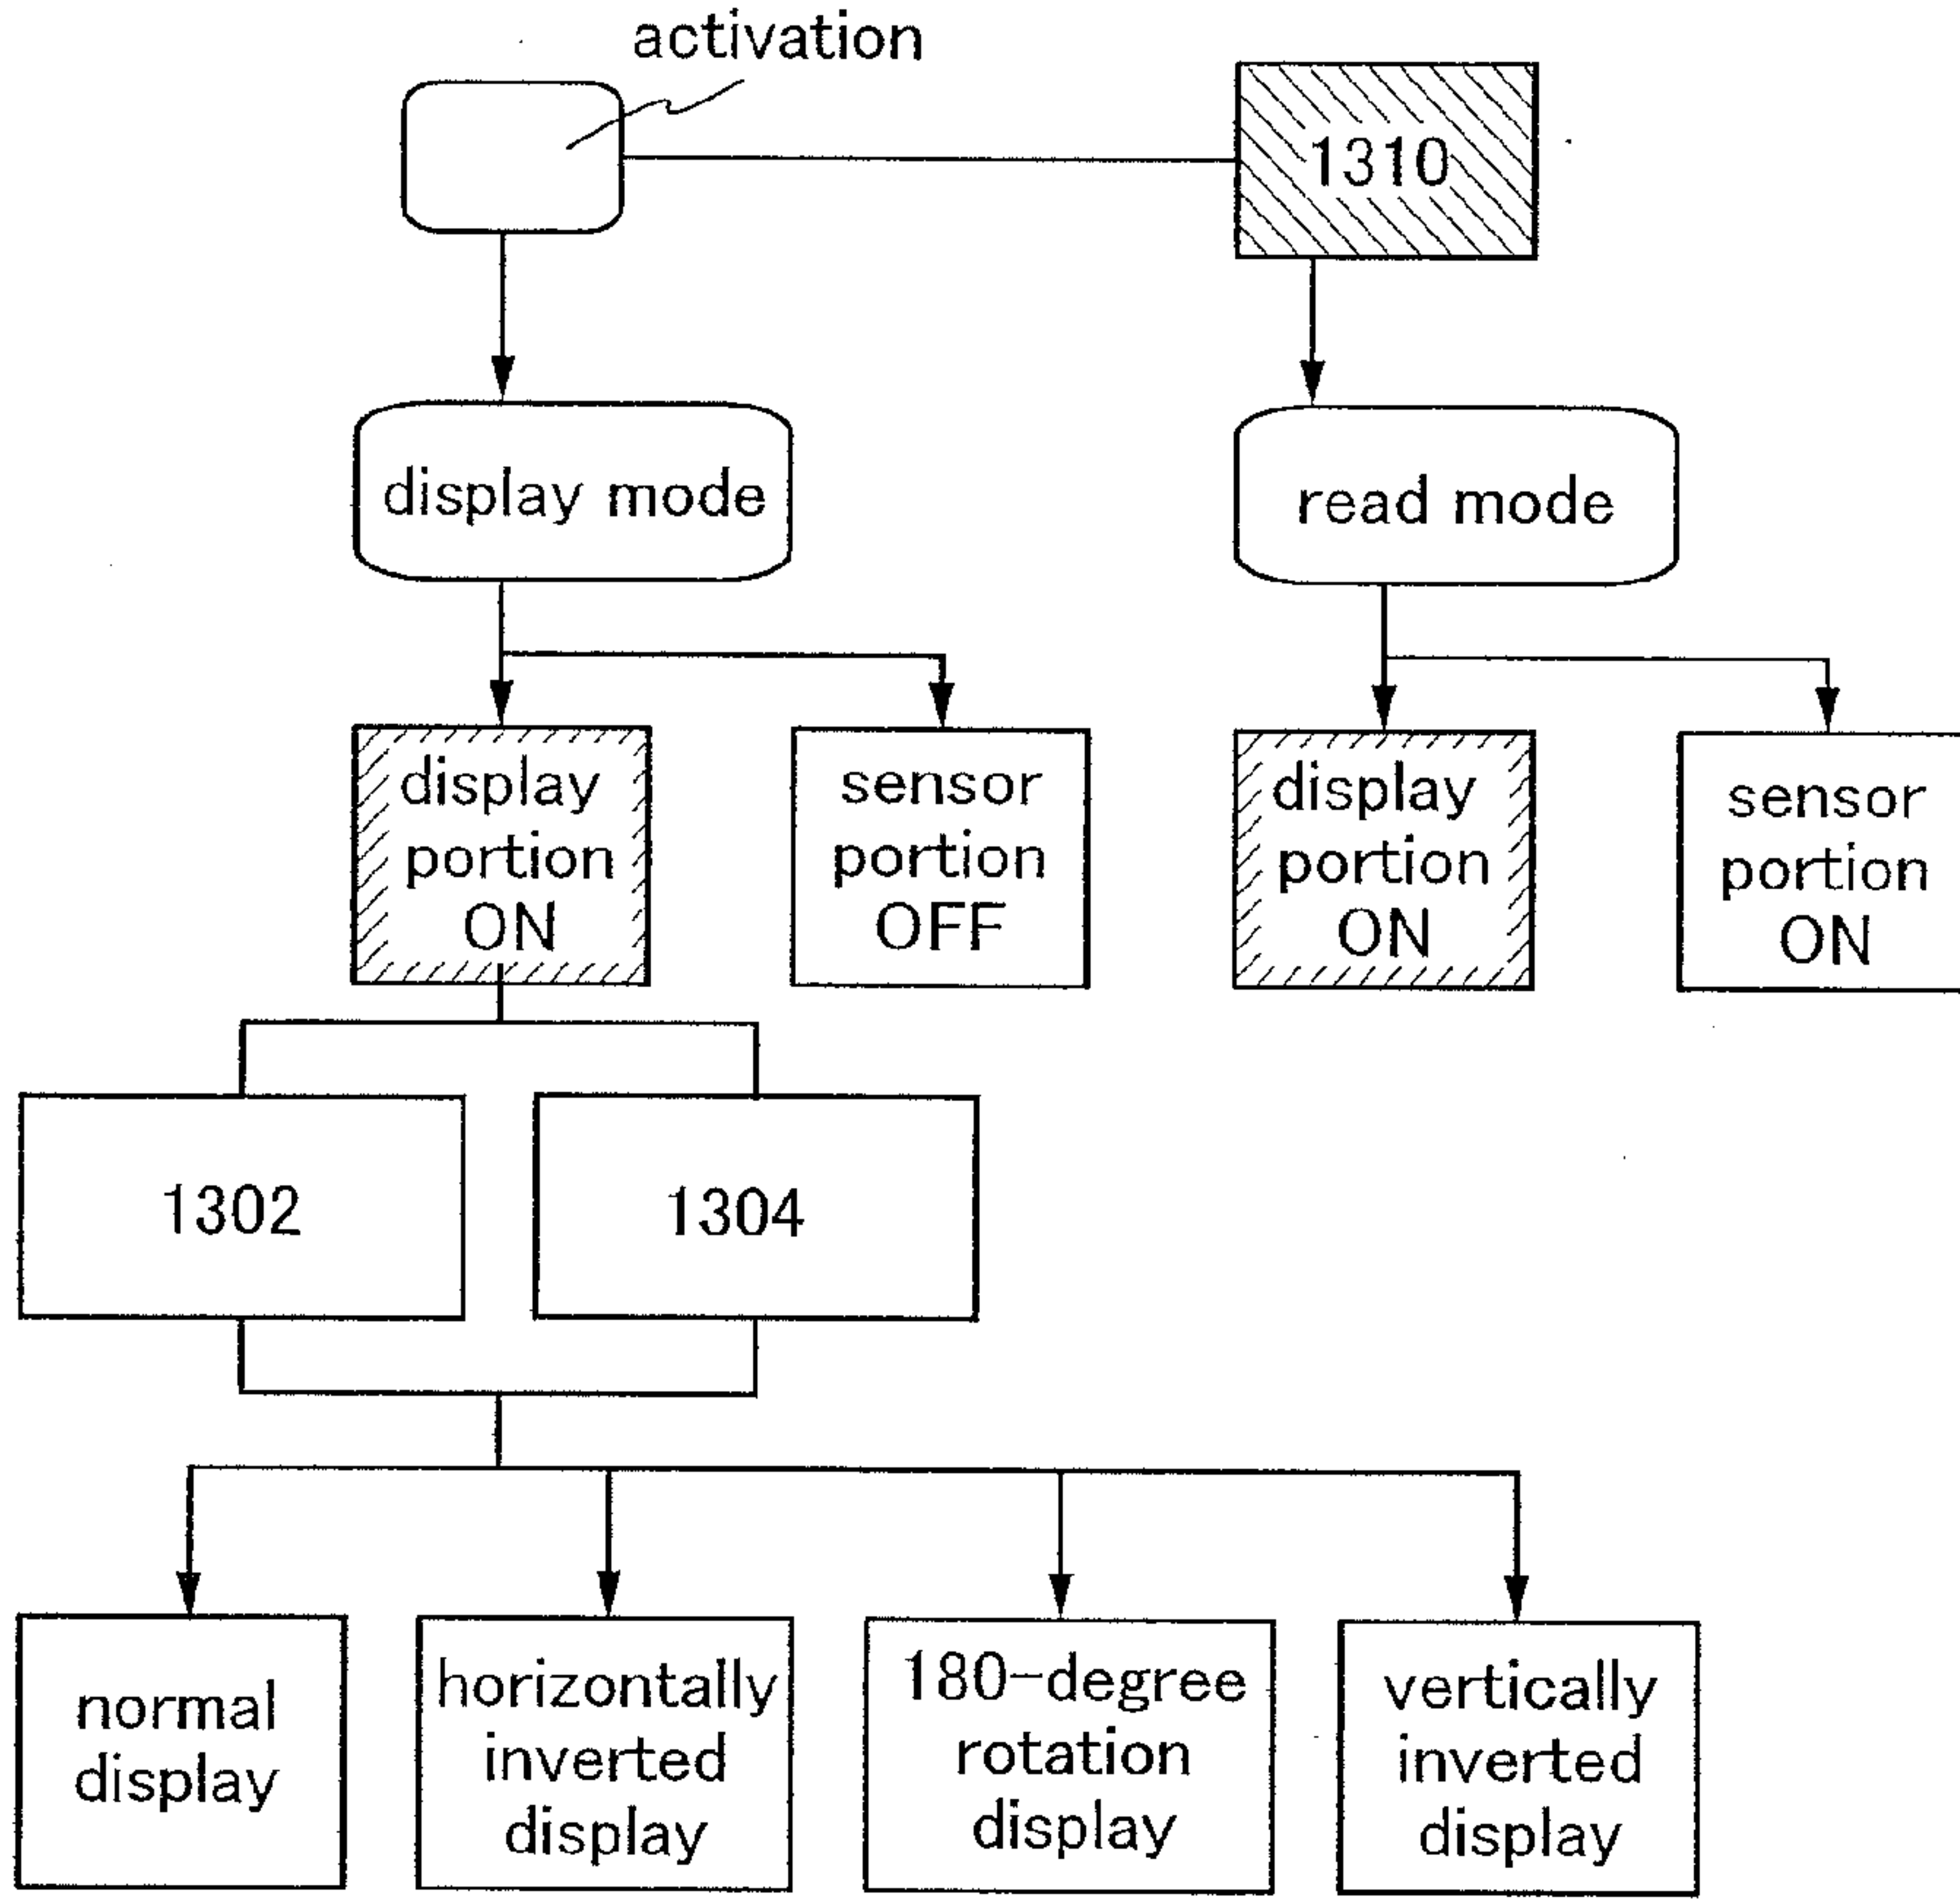 activation
1310
display mode
read mode
display
portion
ON
sensor
portion
OFF
display
portion
ON
sensor
portion
ON
1302
1304
normal
display
horizontally
inverted
display
180-degree
rotation
display
vertically
inverted
display